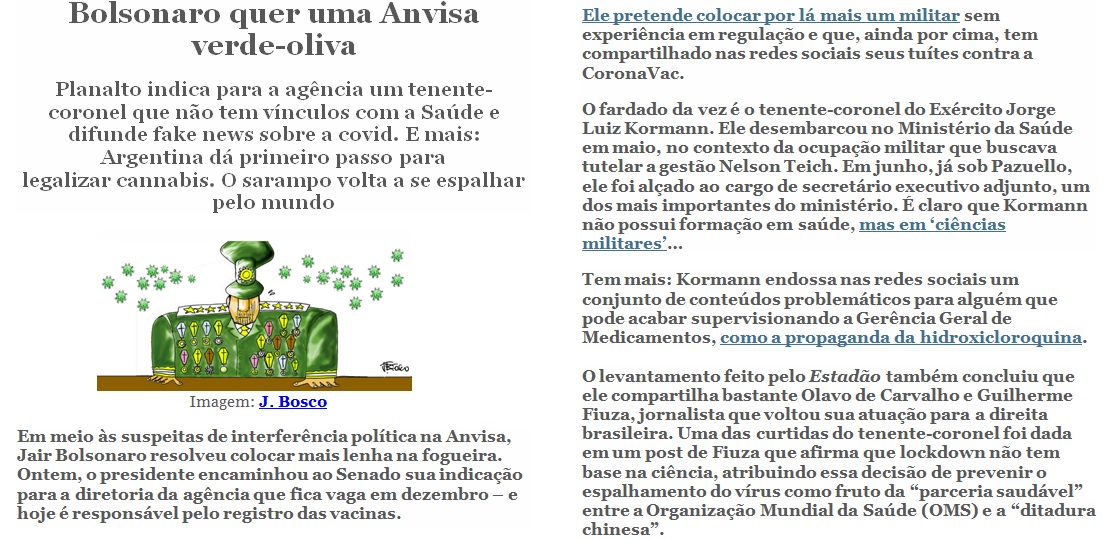 Bolsonaro quer uma Anvisa
verde-oliva
Planalto indica para a agência um tenente-
coronel que não tem vínculos com a Saúde e
difunde fake news sobre a covid. E mais:
Argentina dá primeiro passo para
legalizar cannabis. O sarampo volta a se espalhar
pelo mundo
Imagem: J. Bosco
Em meio às suspeitas de interferência política na Anvisa,
Jair Bolsonaro resolveu colocar mais lenha na fogueira.
Ontem, o presidente encaminhou ao Senado sua indicação
para a diretoria da agência que fica vaga em dezembro – e
hoje é responsável pelo registro das vacinas.
Ele pretende colocar por lá mais um militar sem
experiência em regulação e que, ainda por cima, tem
compartilhado nas redes sociais seus tuítes contra a
CoronaVac.
O fardado da vez é o tenente-coronel do Exército Jorge
Luiz Kormann. Ele desembarcou no Ministério da Saúde
em maio, no contexto da ocupação militar que buscava
tutelar a gestão Nelson Teich. Em junho, já sob Pazuello,
ele foi alçado ao cargo de secretário executivo adjunto, um
dos mais importantes do ministério. É claro que Kormann
não possui formação em saúde, mas em ‘ciências
militares’...
Tem mais: Kormann endossa nas redes sociais um
conjunto de conteúdos problemáticos para alguém que
pode acabar supervisionando a Gerência Geral de
Medicamentos, como a propaganda da hidroxicloroquina.
O levantamento feito pelo Estadão também concluiu que
ele compartilha bastante Olavo de Carvalho e Guilherme
Fiuza, jornalista que voltou sua atuação para a direita
brasileira. Uma das curtidas do tenente-coronel foi dada
em um post de Fiuza que afirma que lockdown não tem
base na ciência, atribuindo essa decisão de prevenir o
espalhamento do vírus como fruto da “parceria saudável”
entre a Organização Mundial da Saúde (OMS) e a “ditadura
chinesa”.